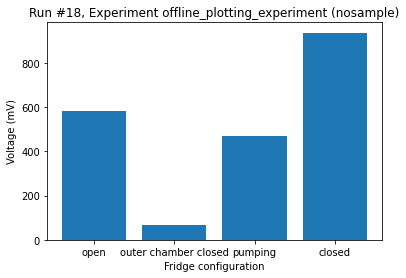 Run #18, Experiment offline_plotting_experiment (nosample)
Voltage (mV)
800
600
400
200
0
open outer chamber closed pumping closed
Fridge configuration